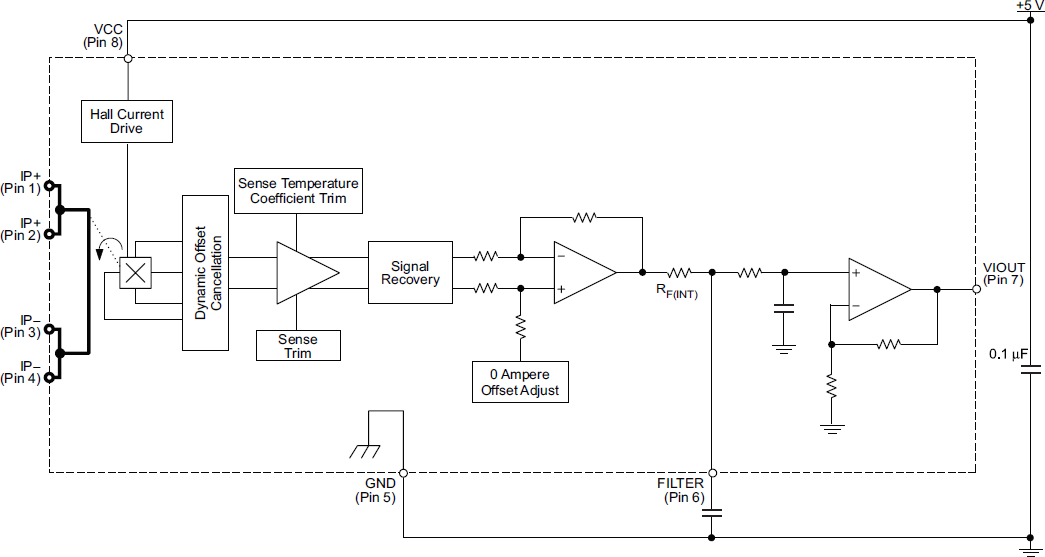 +5 V
VCC
(Pin 8)
Hall Current
Drive
IP+
(Pin 1)
IP+
(Pin 2)
IP–
(Pin 3)
IP–
(Pin 4)
Dynamic Offset
Cancellation
Sense Temperature
Coefficient Trim
Sense
Trim
Signal
Recovery
0 Ampere
Offset Adjust
–
+
RF(INT)
+
–
VIOUT
(Pin 7)
0.1 µF
GND
(Pin 5)
FILTER
(Pin 6)